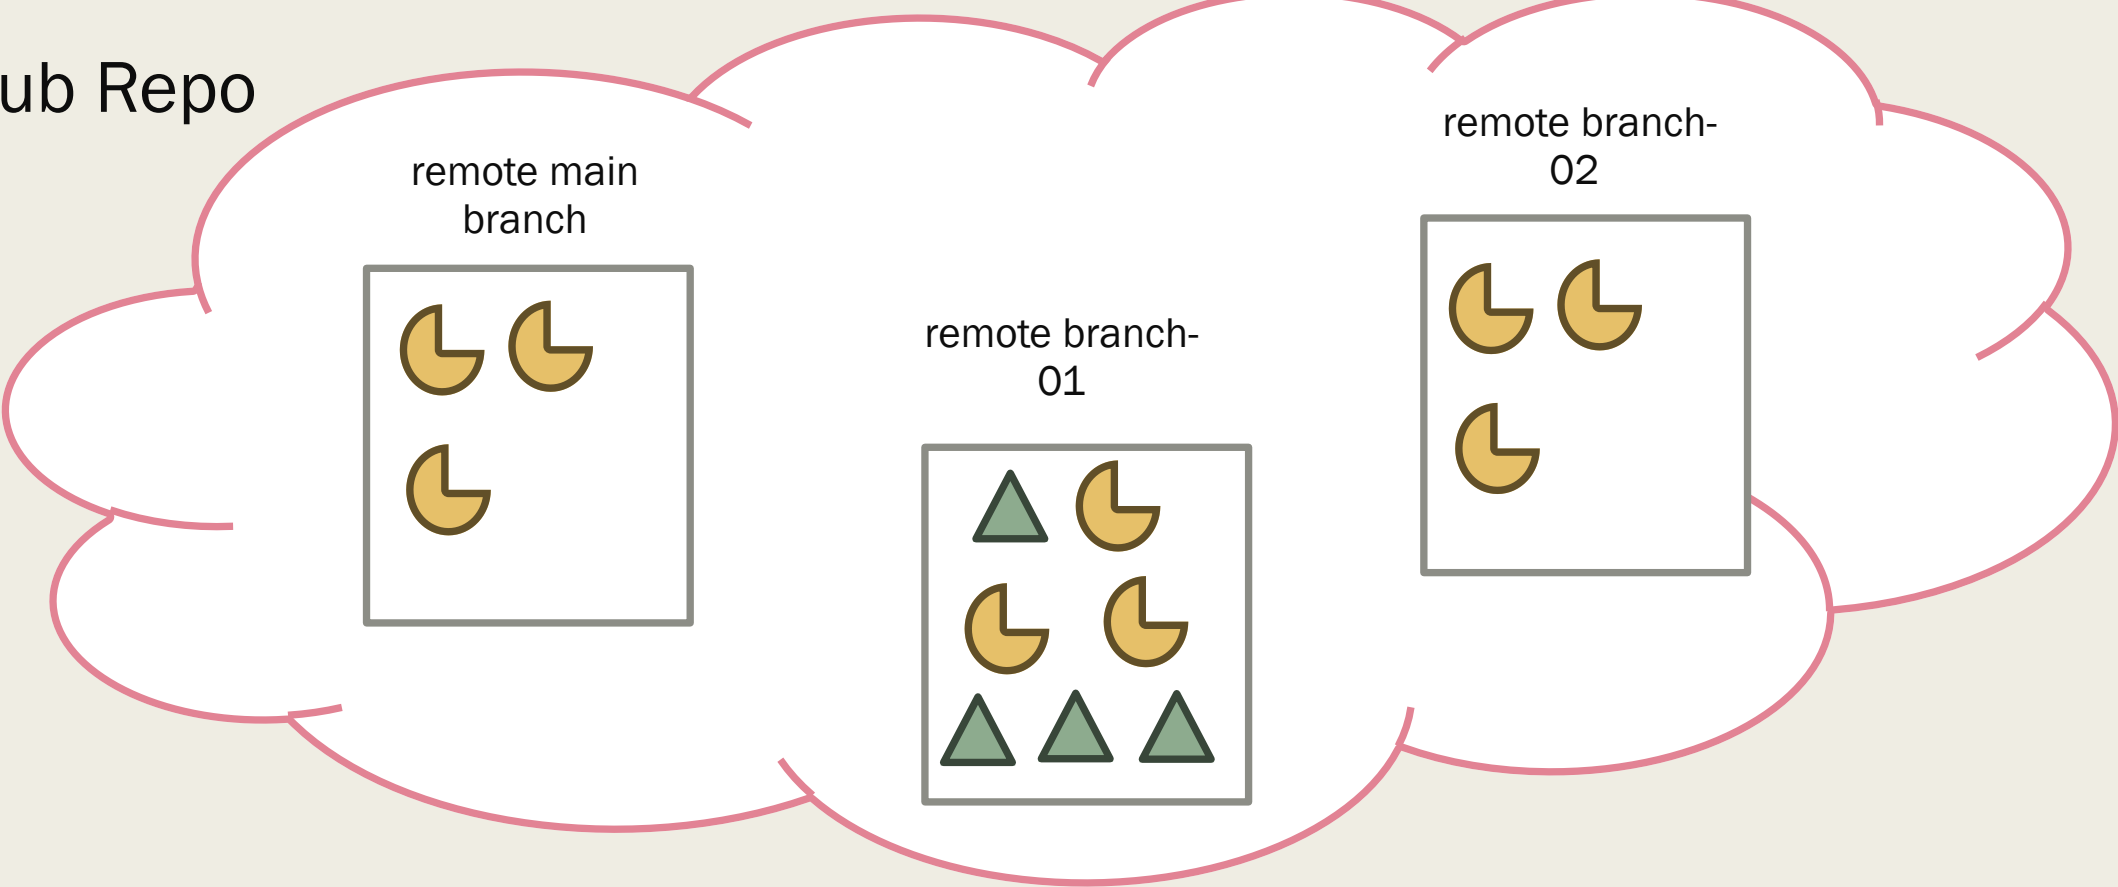 ub Repo
remote main
branch
remote branch-
01
remote branch-
02